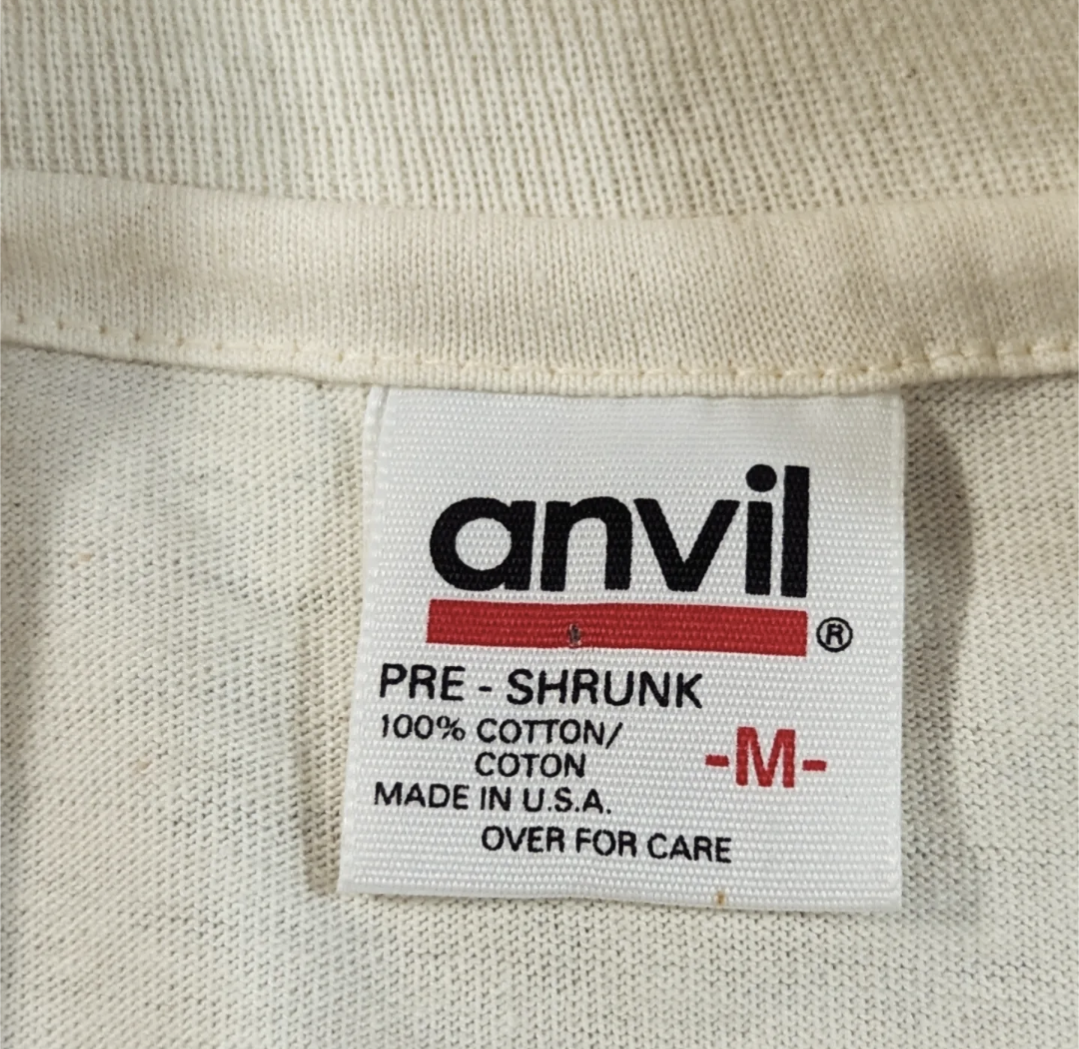 anvil
®
PRE - SHRUNK
100% COTTON/
COTON
-M-
MADE IN U.S.A.
OVER FOR CARE